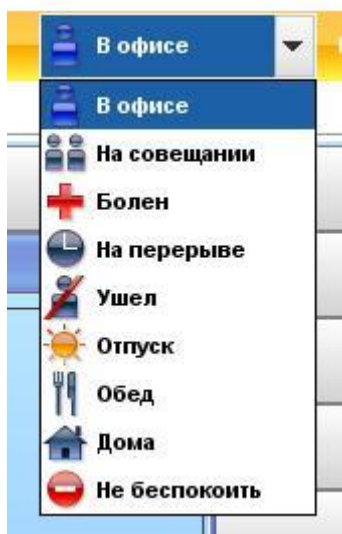 В офисе
В офисе
На совещании
Болен
На перерыве
Ушел
Отпуск
Обед
Дома
Не беспокоить